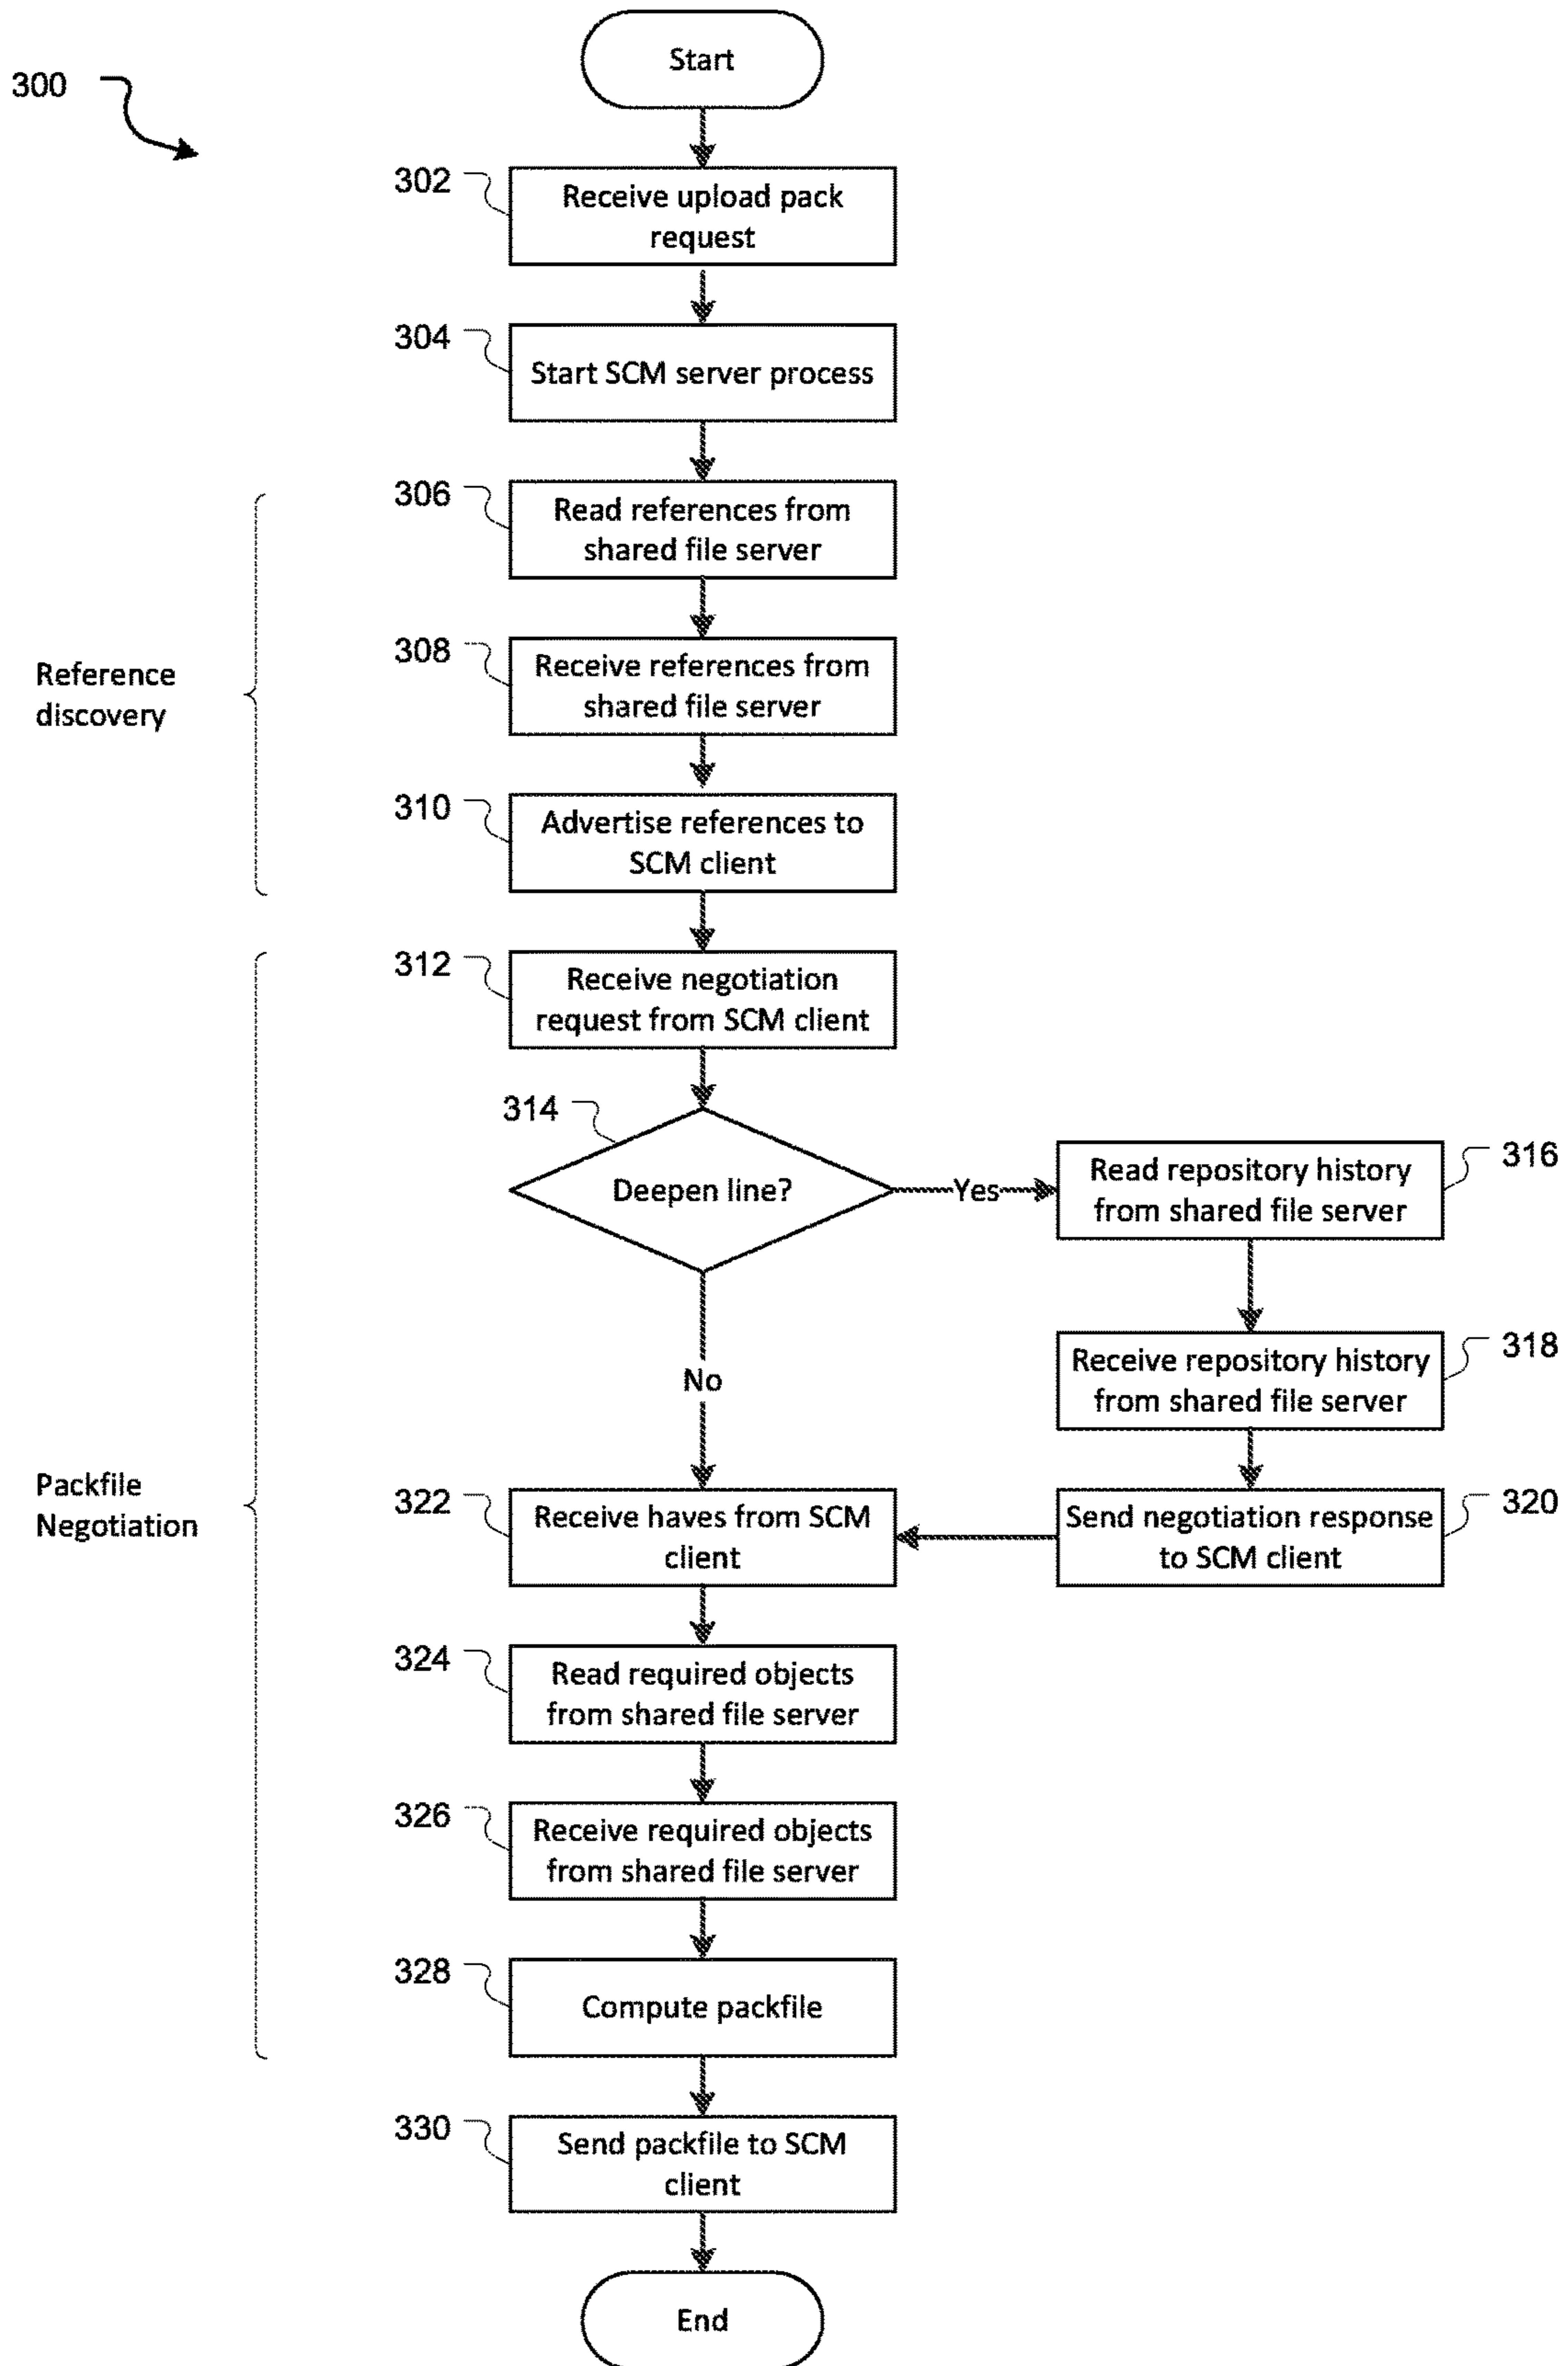 Start
300
302
Receive upload pack
request
304
Start SCM server process
306
Read references from
shared file server
Reference
discovery
308
Receive references from
shared file server
310
Advertise references to
SCM client
312
Receive negotiation
request from SCM client
314
Deepen line?
Yes
Read repository history
from shared file server
316
No
Receive repository history
from shared file server
318
Packfile
Negotiation
322
Receive haves from SCM
client
Send negotiation response
to SCM client
320
324
Read required objects
from shared file server
326
Receive required objects
from shared file server
328
Compute packfile
330
Send packfile to SCM
client
End